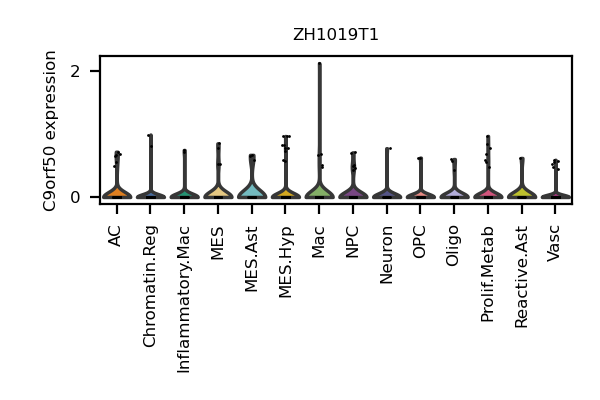 ZH1019T1
C9orf50 expression
2
0
AC
Chromatin.Reg
Inflammatory.Mac
MES
MES.Ast
MES.Hyp
Mac
NPC
Neuron
OPC
Oligo
Prolif.Metab
Reactive.Ast
Vasc